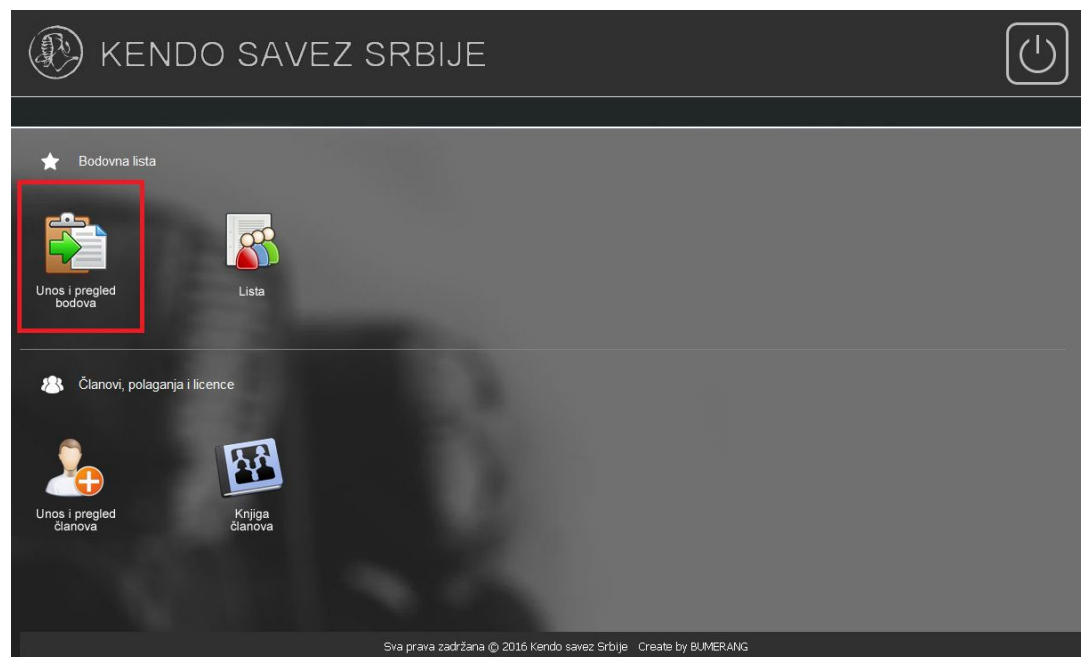 KENDO SAVEZ SRBIJE
Bodovna lista
Unos i pregled
bodova
Lista
Članovi, polaganja i licence
Unos i pregled
članova
Knjiga
članova
Sva prava zadržana © 2016 Kendo savez Srbije Create by BUMERANG